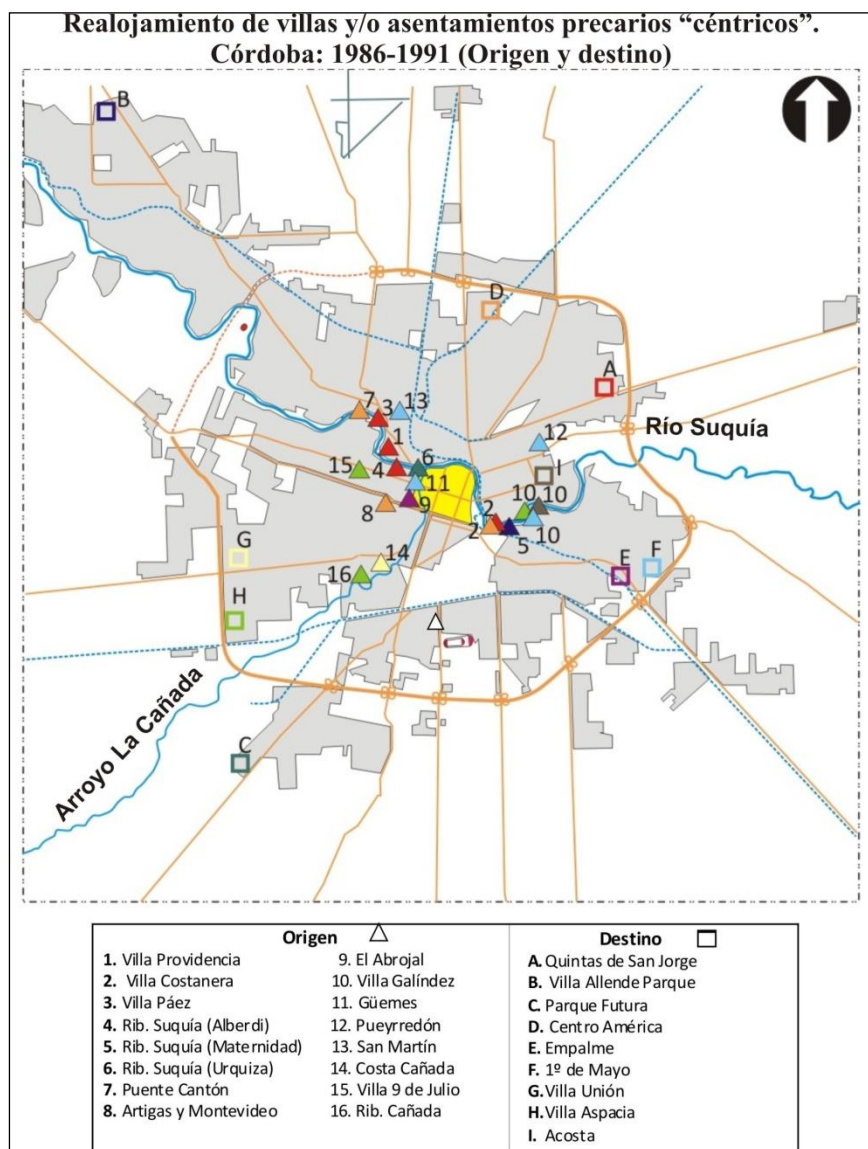 Realojamiento de villas y/o asentamientos precarios “céntricos”.
Córdoba: 1986-1991 (Origen y destino)
B
D
A
7
3
13
12
Río Suquía
1
15
4
6
I
11
10
10
8
9
2
2
5
10
G
14
E
F
16
H
Arroyo La Cañada
C
Origen
1. Villa Providencia
2. Villa Costanera
3. Villa Páez
4. Rib. Suquía (Alberdi)
5. Rib. Suquía (Maternidad)
6. Rib. Suquía (Urquiza)
7. Puente Cantón
8. Artigas y Montevideo
9. El Abrojal
10. Villa Galíndez
11. Güemes
12. Pueyrredón
13. San Martín
14. Costa Cañada
15. Villa 9 de Julio
16. Rib. Cañada
Destino
A. Quintas de San Jorge
B. Villa Allende Parque
C. Parque Futura
D. Centro América
E. Empalme
F. 1º de Mayo
G. Villa Unión
H. Villa Aspacia
I. Acosta